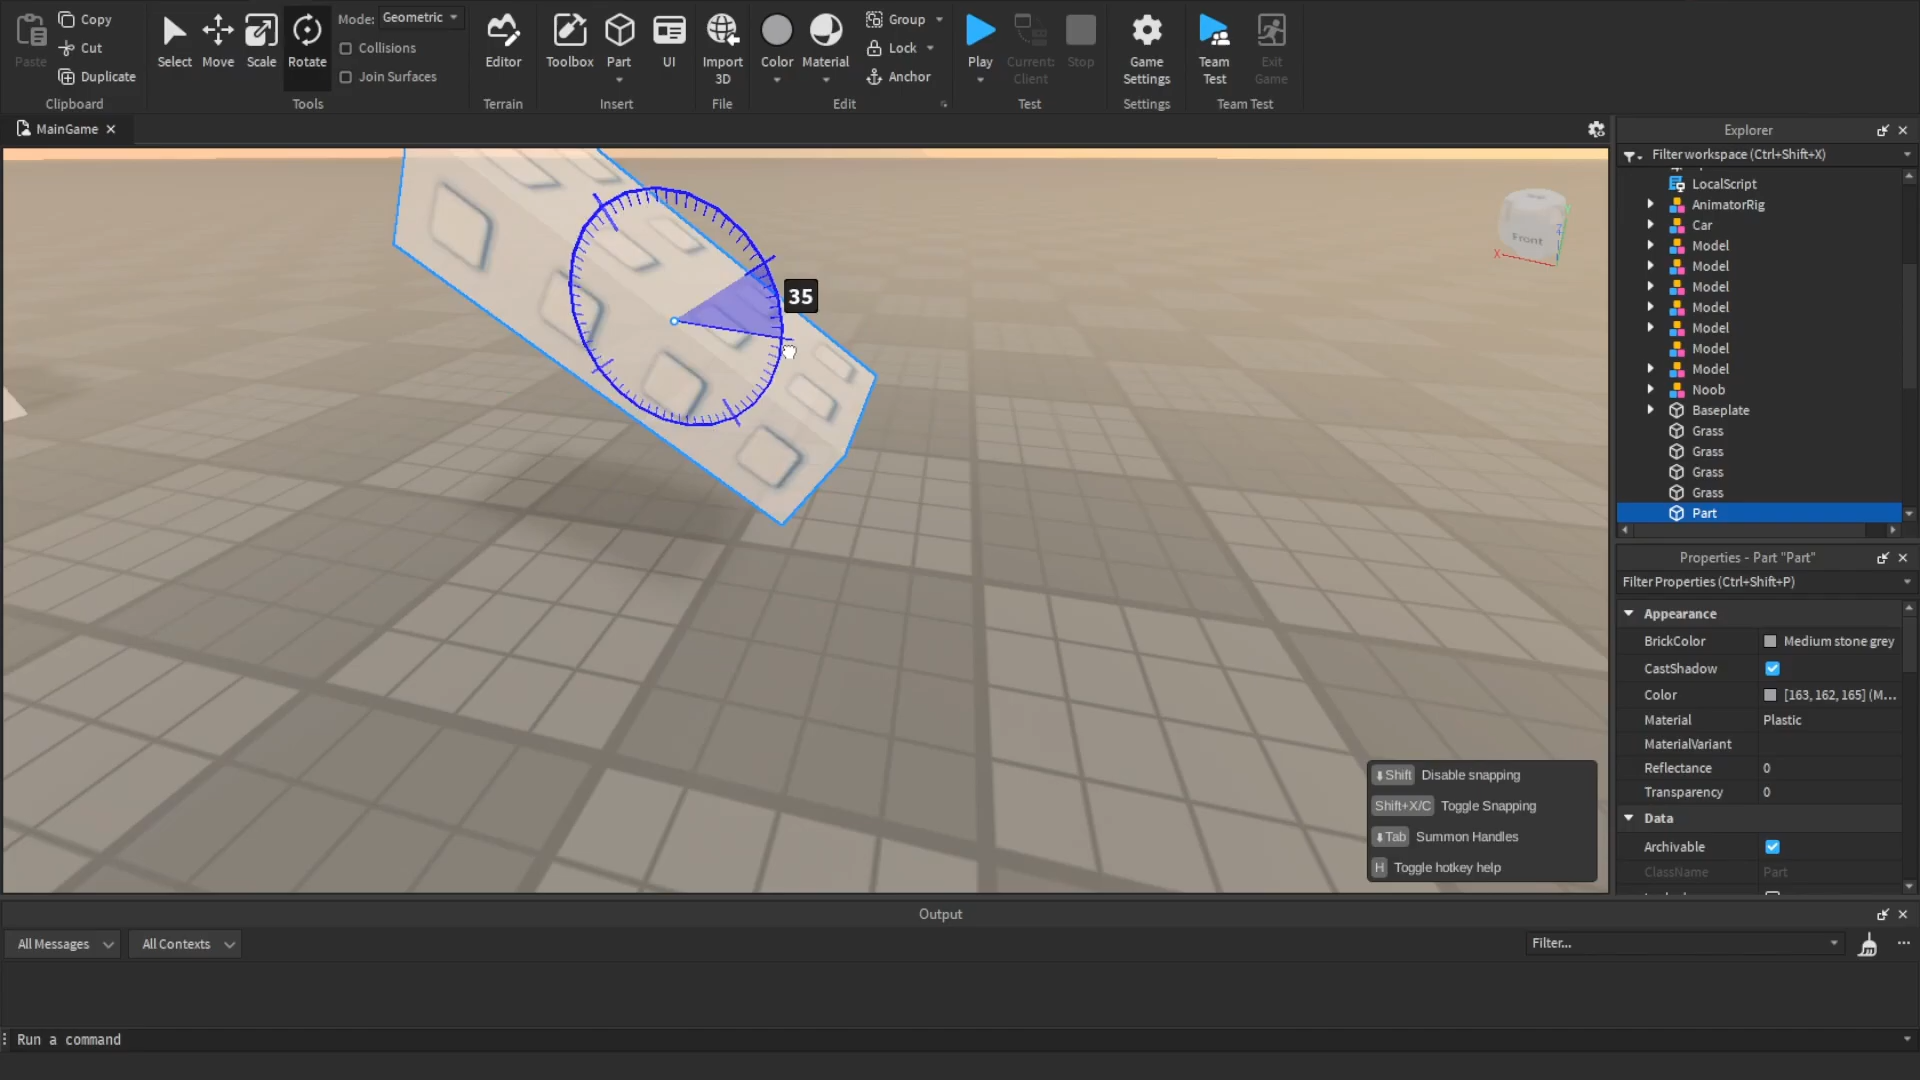 Copy
Cut
Duplicate
Paste
Clipboard
Select Move Scale Rotate
Mode: Geometric
Collisions
Join Surfaces
Tools
Editor
Terrain
Toolbox Part UI
Insert
Import
3D
File
Color Material
Group
Lock
Anchor
Edit
Play
Current:
Client
Stop
Test
Game
Settings
Settings
Team
Test
Exit
Game
Team Test
MainGame
Explorer
Filter workspace (Ctrl+Shift+X)
LocalScript
AnimatorRig
Car
Model
Model
Model
Model
Model
Model
Model
Noob
Baseplate
Grass
Grass
Grass
Grass
Part
35
Front
X
Z
Shift Disable snapping
Shift+X/C Toggle Snapping
Tab Summon Handles
H Toggle hotkey help
Properties - Part "Part"
Filter Properties (Ctrl+Shift+P)
Appearance
BrickColor Medium stone grey
CastShadow
Color [163, 162, 165] (M...
Material Plastic
MaterialVariant
Reflectance 0
Transparency 0
Data
Archivable
ClassName Part
Output
All Messages
All Contexts
Filter...
Run a command